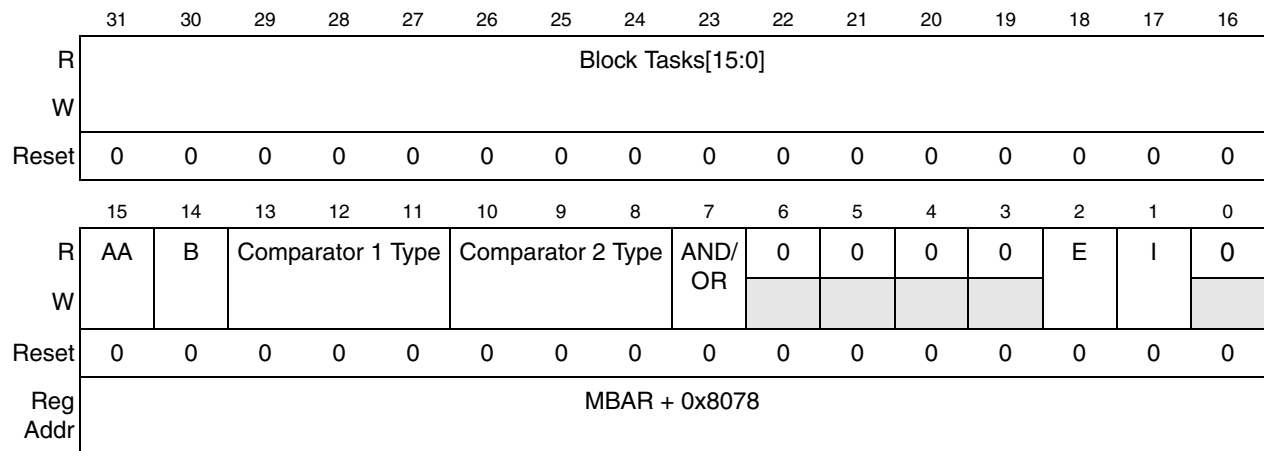 31 30 29 28 27 26 25 24 23 22 21 20 19 18 17 16
R Block Tasks[15:0]
W
Reset 0 0 0 0 0 0 0 0 0 0 0 0 0 0 0 0
15 14 13 12 11 10 9 8 7 6 5 4 3 2 1 0
R AA B Comparator 1 Type Comparator 2 Type AND/ 0 0 0 0 E I 0
OR
W
Reset 0 0 0 0 0 0 0 0 0 0 0 0 0 0 0 0
Reg MBAR + 0x8078
Addr